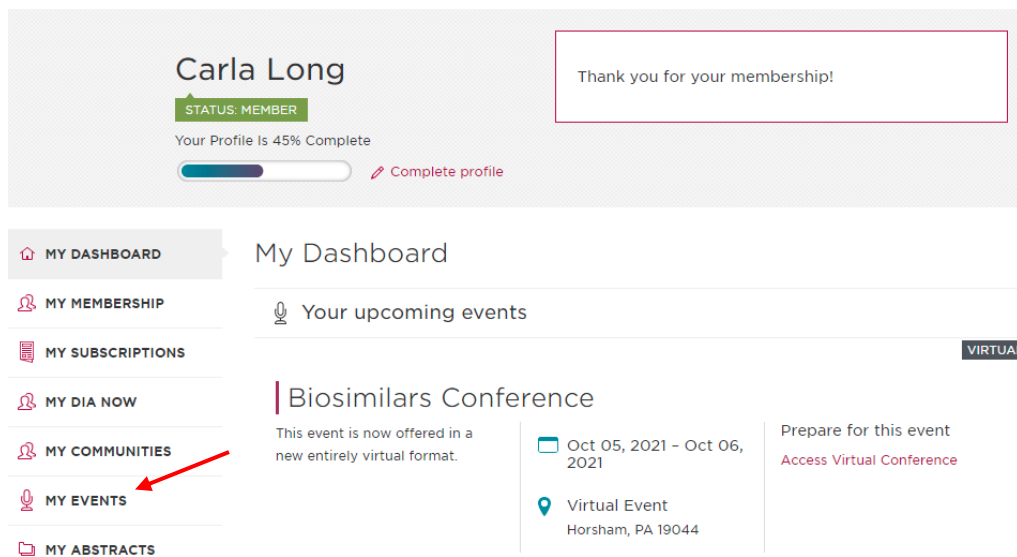 Carla Long
STATUS: MEMBER
Your Profile Is 45% Complete
Complete profile
Thank you for your membership!
MY DASHBOARD
MY MEMBERSHIP
MY SUBSCRIPTIONS
MY DIA NOW
MY COMMUNITIES
MY EVENTS
MY ABSTRACTS
My Dashboard
Your upcoming events
VIRTUAL
Biosimilars Conference
This event is now offered in a
new entirely virtual format.
Oct 05, 2021 - Oct 06,
2021
Virtual Event
Horsham, PA 19044
Prepare for this event
Access Virtual Conference